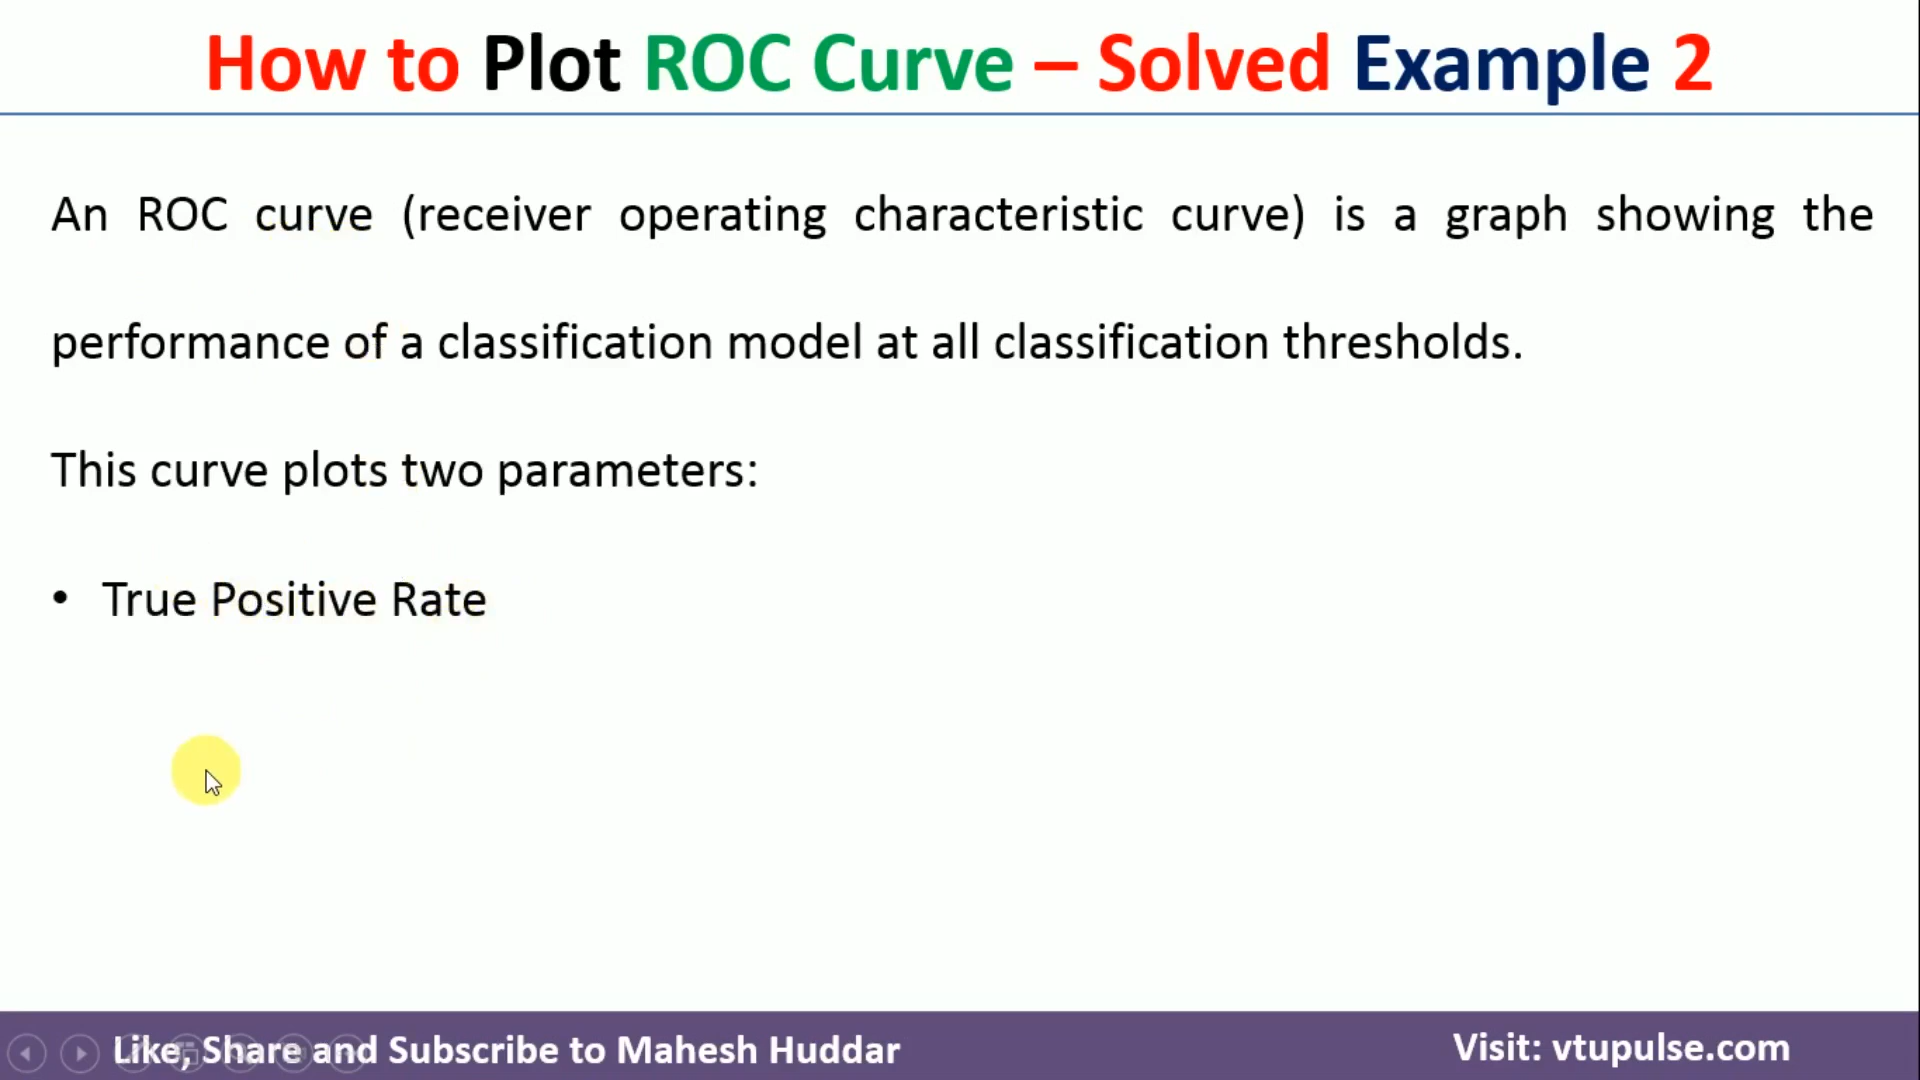 How to Plot ROC Curve – Solved Example 2
An ROC curve (receiver operating characteristic curve) is a graph showing the
performance of a classification model at all classification thresholds.
This curve plots two parameters:
• True Positive Rate
Like, Share and Subscribe to Mahesh Huddar
Visit: vtupulse.com